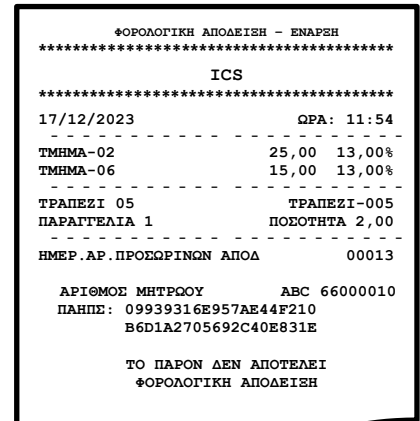 ΦΟΡΟΛΟΓΙΚΗ ΑΠΟΔΕΙΞΗ – ΕΝΑΡΞΗ
******************************************
ICS
******************************************
17/12/2023 ΩΡΑ: 11:54
- - - - - - - - - - - - - - - - - - - - -
ΤΜΗΜΑ-02 25,00 13,00%
ΤΜΗΜΑ-06 15,00 13,00%
- - - - - - - - - - - - - - - - - - - - -
ΤΡΑΠΕΖΙ 05 ΤΡΑΠΕΖΙ-005
ΠΑΡΑΓΓΕΛΙΑ 1 ΠΟΣΟΤΗΤΑ 2,00
- - - - - - - - - - - - - - - - - - - - -
ΗΜΕΡ.ΑΡ.ΠΡΟΣΩΡΙΝΩΝ ΑΠΟΔ 00013
ΑΡΙΘΜΟΣ ΜΗΤΡΩΟΥ ABC 66000010
ΠΑΗΠΣ: 09939316E957AE44F210
B6D1A2705692C40E831E
ΤΟ ΠΑΡΟΝ ΔΕΝ ΑΠΟΤΕΛΕΙ
ΦΟΡΟΛΟΓΙΚΗ ΑΠΟΔΕΙΞΗ